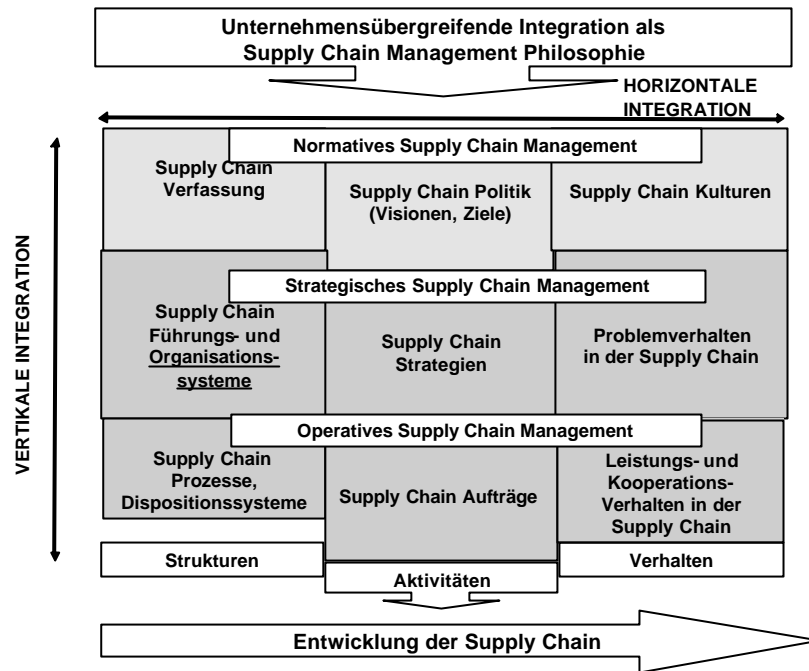 Unternehmensübergreifende Integration als
Supply Chain Management Philosophie
HORIZONTALE
INTEGRATION
VERTIKALE INTEGRATION
Normatives Supply Chain Management
Supply Chain
Verfassung
Supply Chain Politik
(Visionen, Ziele)
Supply Chain Kulturen
Strategisches Supply Chain Management
Supply Chain
Führungs- und
Organisations-
systeme
Supply Chain
Strategien
Problemverhalten
in der Supply Chain
Operatives Supply Chain Management
Supply Chain
Prozesse,
Dispositionssysteme
Supply Chain Aufträge
Leistungs- und
Kooperations-
Verhalten in der
Supply Chain
Strukturen
Aktivitäten
Verhalten
Entwicklung der Supply Chain